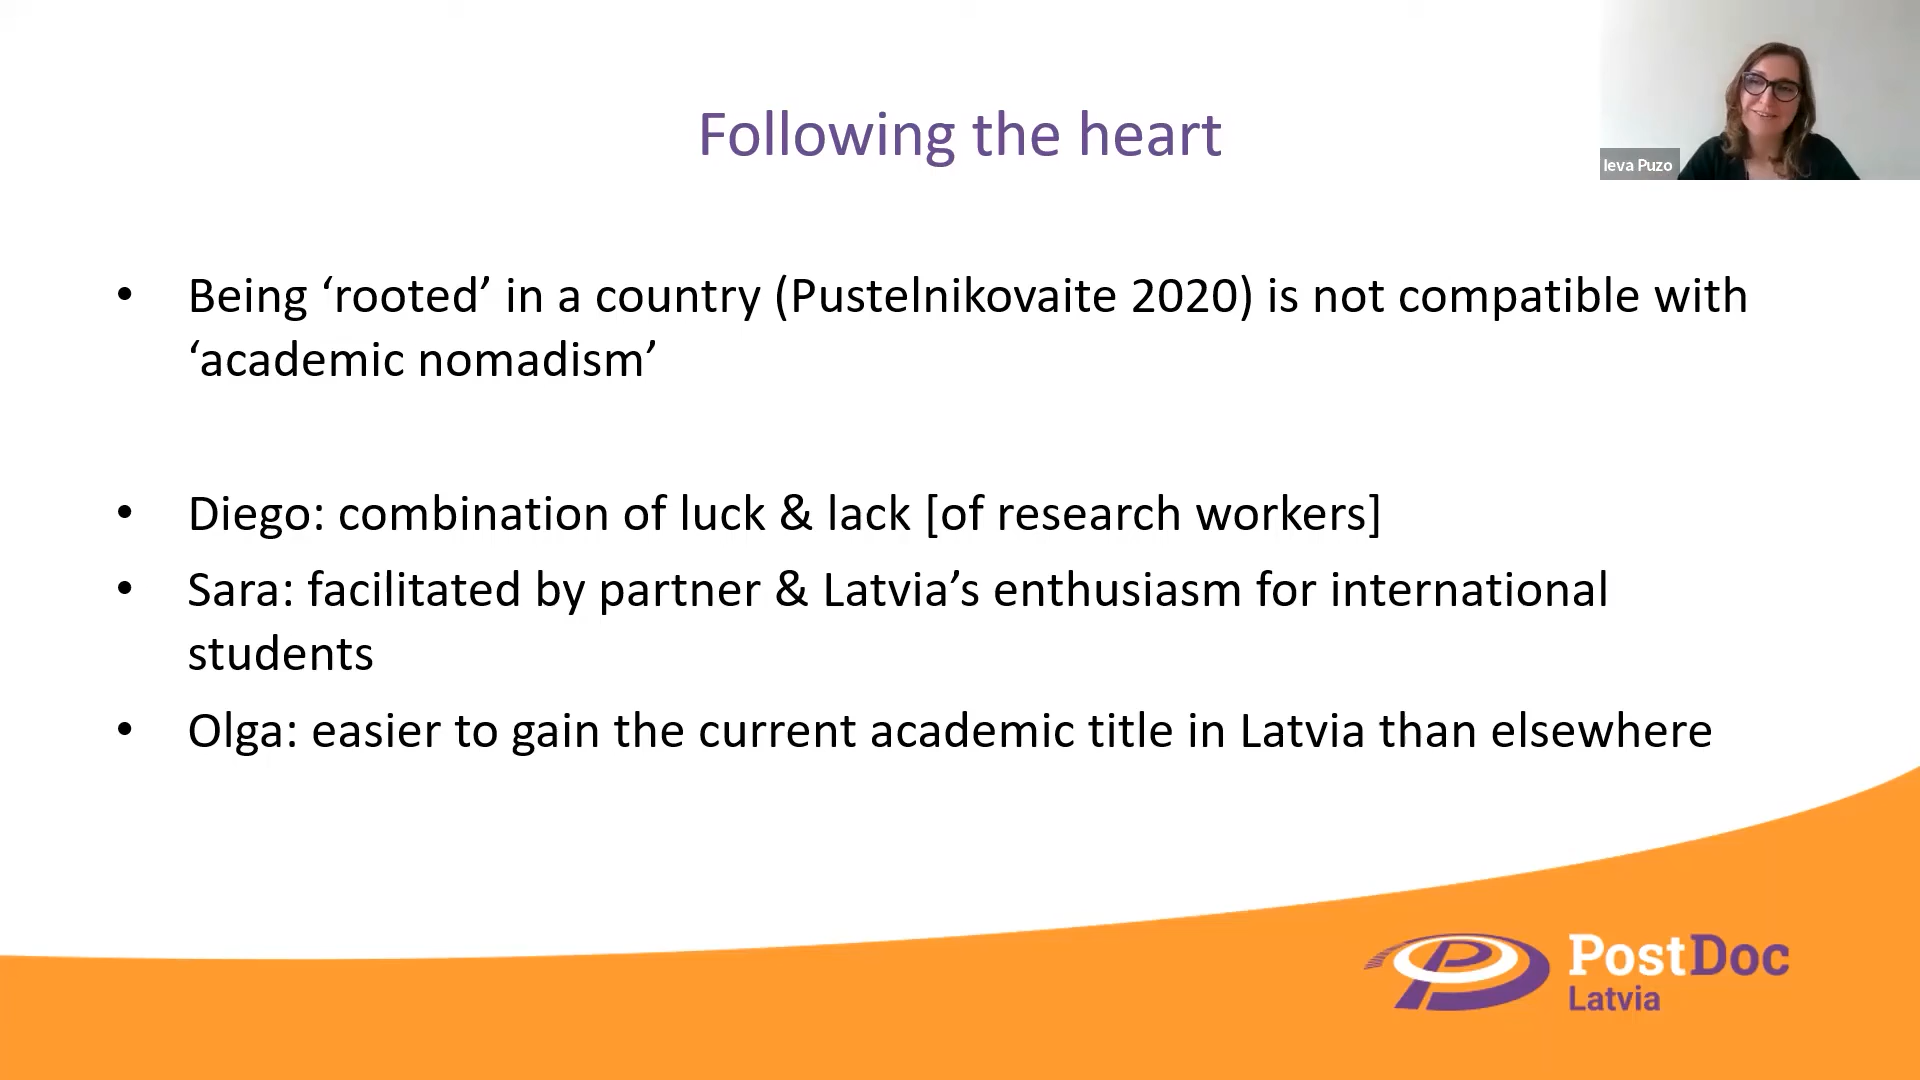 Following the heart
Ieva Puzo
• Being ‘rooted’ in a country (Pustelnikovaite 2020) is not compatible with
‘academic nomadism’
• Diego: combination of luck & lack [of research workers]
• Sara: facilitated by partner & Latvia’s enthusiasm for international
students
• Olga: easier to gain the current academic title in Latvia than elsewhere
PostDoc
Latvia